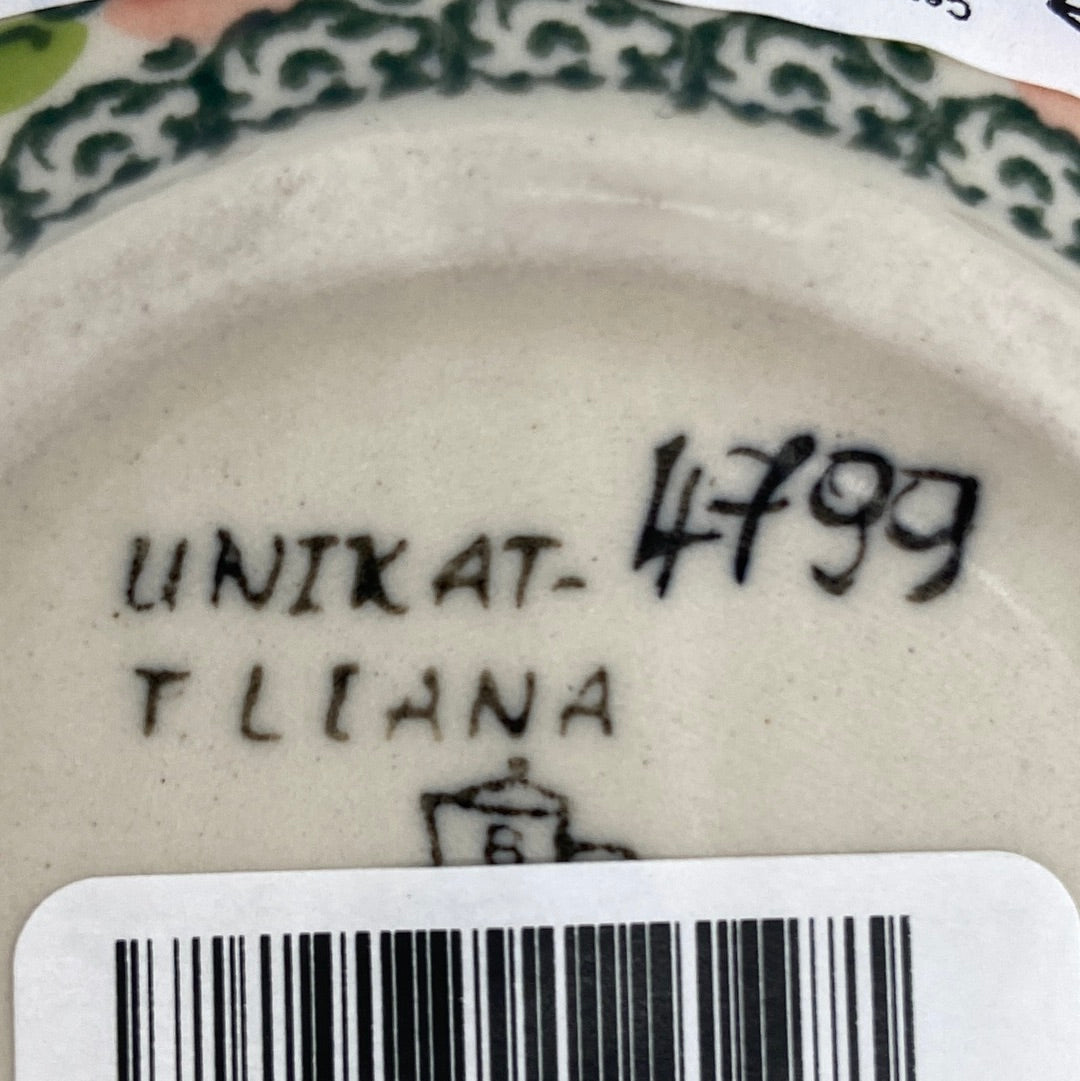 UNIKAT- 4799
T. LIANA
B